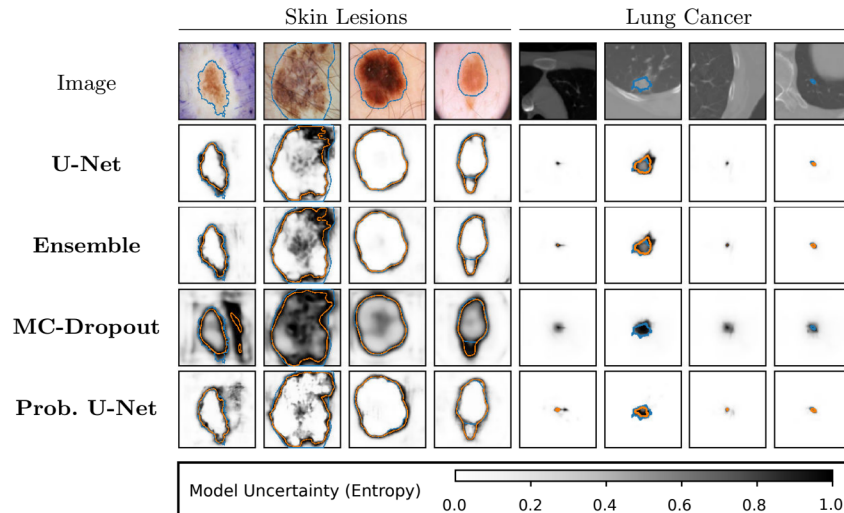 Skin Lesions Lung Cancer
Image
U-Net
Ensemble
MC-Dropout
Prob. U-Net
Model Uncertainty (Entropy)
0.0 0.2 0.4 0.6 0.8 1.0